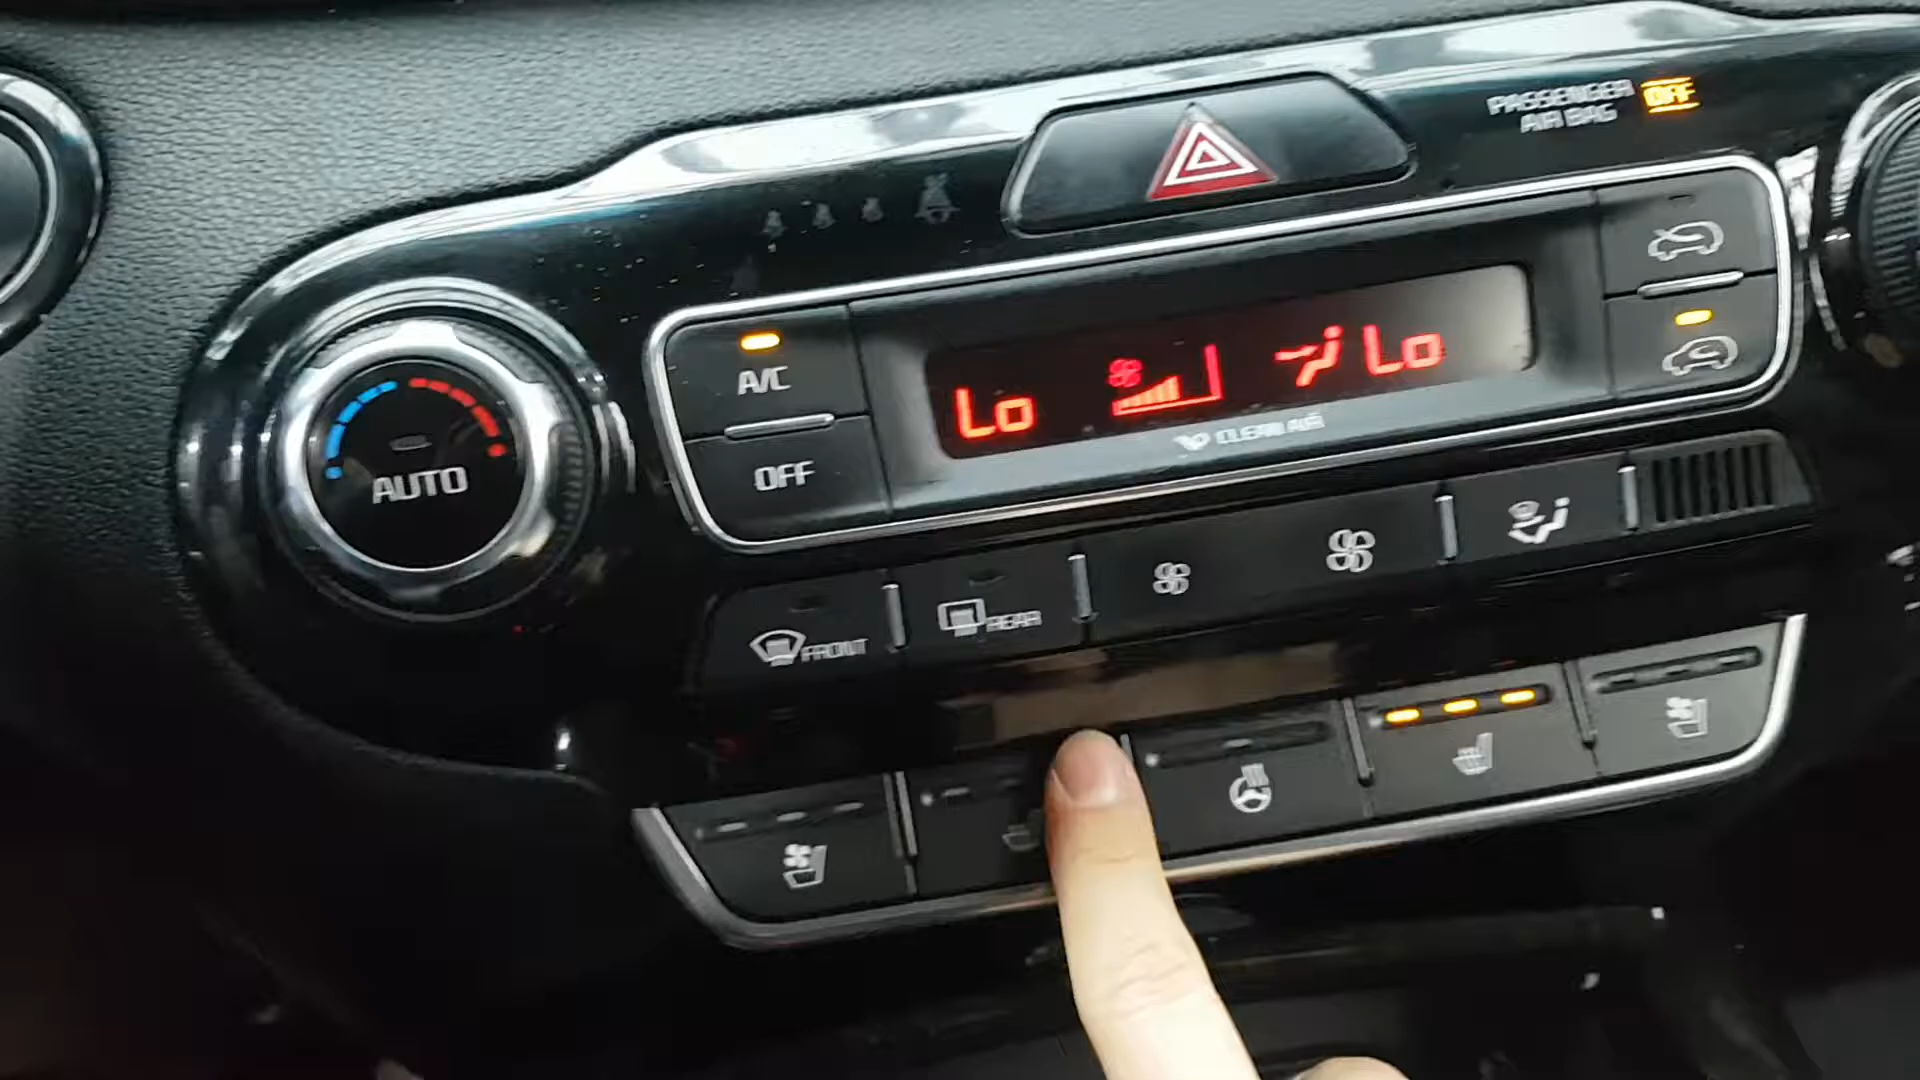 PASSENGER OFF
AIR BAG
A/C
Lo Lo
CLEAN AIR
AUTO
OFF
FRONT
REAR